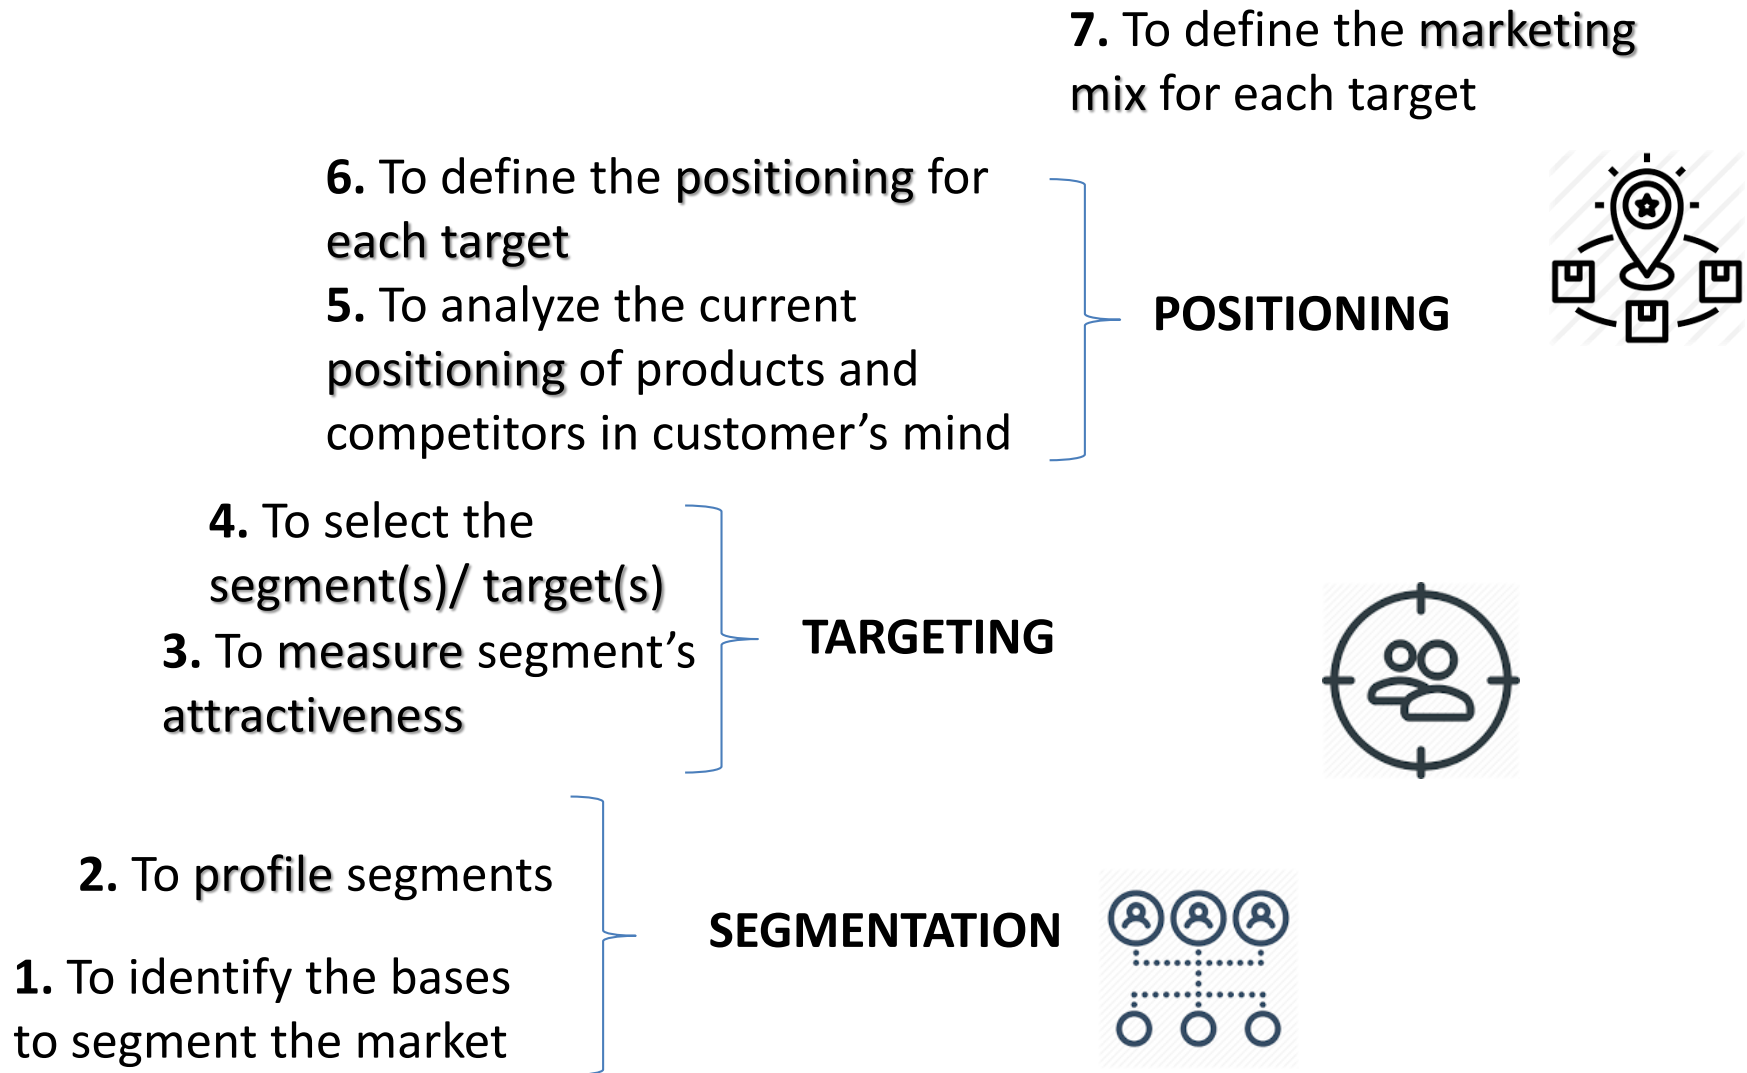 7. To define the marketing
mix for each target
6. To define the positioning for
each target
5. To analyze the current
positioning of products and
competitors in customer’s mind
POSITIONING
4. To select the
segment(s)/ target(s)
3. To measure segment’s
attractiveness
TARGETING
2. To profile segments
1. To identify the bases
to segment the market
SEGMENTATION